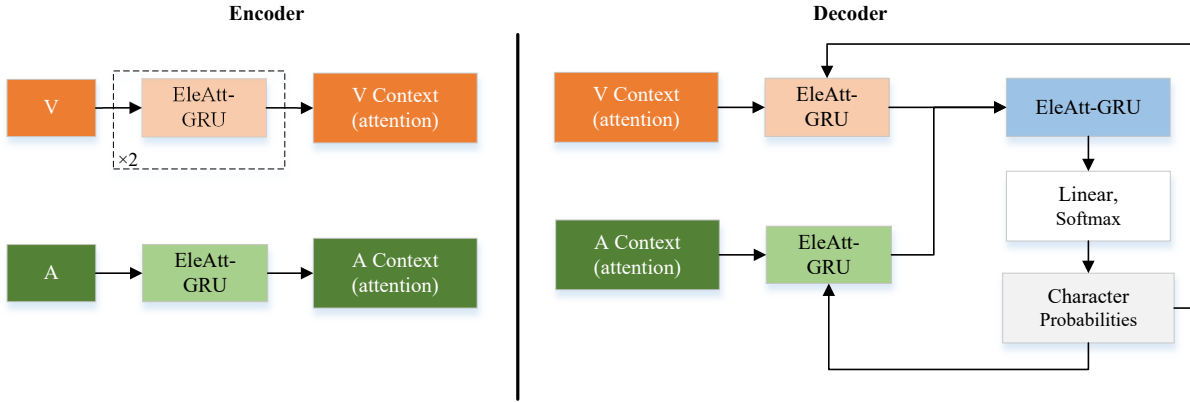 Encoder
V
EleAtt-
GRU
×2
V Context
(attention)
A
EleAtt-
GRU
A Context
(attention)
Decoder
V Context
(attention)
EleAtt-
GRU
EleAtt-GRU
A Context
(attention)
EleAtt-
GRU
Linear,
Softmax
Character
Probabilities